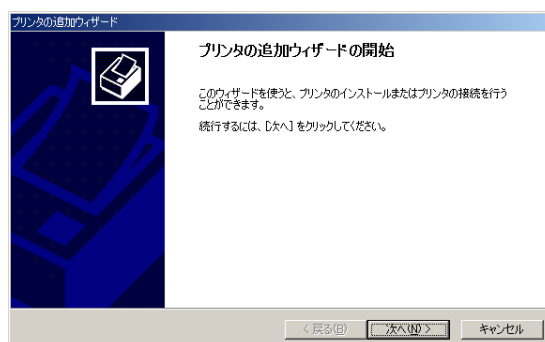 プリンタの追加ウィザード
プリンタの追加ウィザードの開始
このウィザードを使うと、プリンタのインストールまたはプリンタの接続を行う
ことができます。
続行するには、[次へ] をクリックしてください。
< 戻る(B)
次へ(N) >
キャンセル